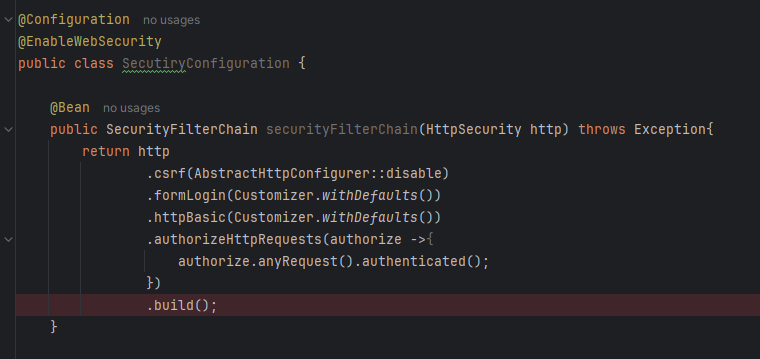 @Configuration no usages
@EnableWebSecurity
public class SecutiryConfiguration {
@Bean no usages
public SecurityFilterChain securityFilterChain(HttpSecurity http) throws Exception{
return http
.csrf(AbstractHttpConfigurer::disable)
.formLogin(Customizer.withDefaults())
.httpBasic(Customizer.withDefaults())
.authorizeHttpRequests(authorize ->{
authorize.anyRequest().authenticated();
})
.build();
}